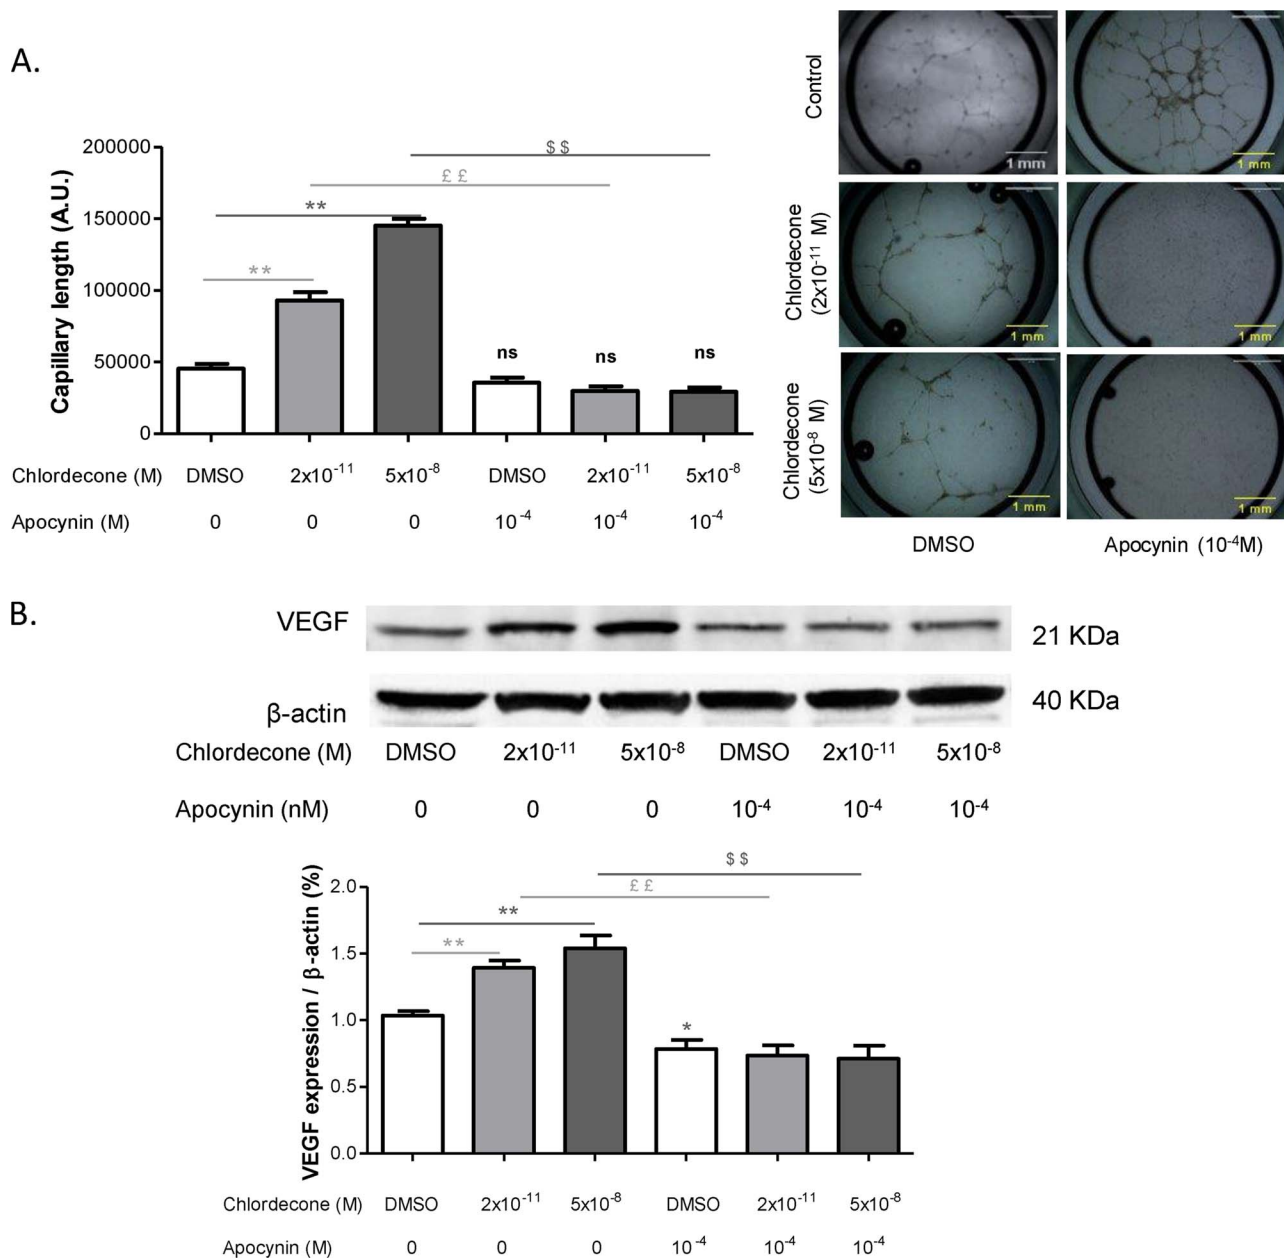 A.
200000
150000
100000
50000
0
Capillary length (A.U.)
$ $
£ £
**
**
ns
ns
ns
Chlordecone (M) DMSO 2x10⁻¹¹ 5x10⁻⁸ DMSO 2x10⁻¹¹ 5x10⁻⁸
Apocynin (M) 0 0 0 10⁻⁴ 10⁻⁴ 10⁻⁴
Control
1 mm
1 mm
Chlordecone
(2x10⁻¹¹ M)
1 mm
1 mm
Chlordecone
(5x10⁻⁸ M)
1 mm
1 mm
DMSO Apocynin (10⁻⁴M)
B.
VEGF 21 KDa
β-actin 40 KDa
Chlordecone (M) DMSO 2x10⁻¹¹ 5x10⁻⁸ DMSO 2x10⁻¹¹ 5x10⁻⁸
Apocynin (nM) 0 0 0 10⁻⁴ 10⁻⁴ 10⁻⁴
VEGF expression / β-actin (%)
2.0
1.5
1.0
0.5
0.0
$ $
£ £
**
**
*
Chlordecone (M) DMSO 2x10⁻¹¹ 5x10⁻⁸ DMSO 2x10⁻¹¹ 5x10⁻⁸
Apocynin (M) 0 0 0 10⁻⁴ 10⁻⁴ 10⁻⁴